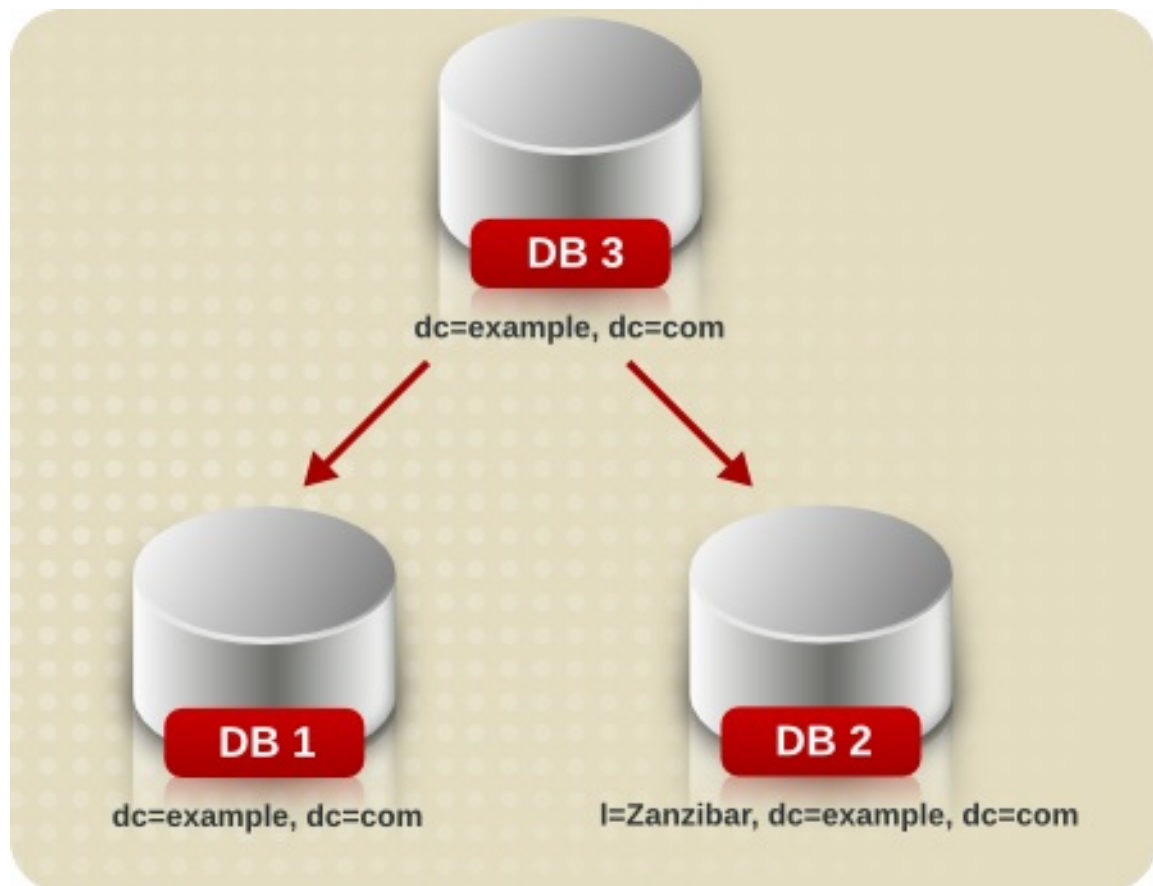 DB 3
dc=example, dc=com
DB 1
DB 2
dc=example, dc=com
l=Zanzibar, dc=example, dc=com